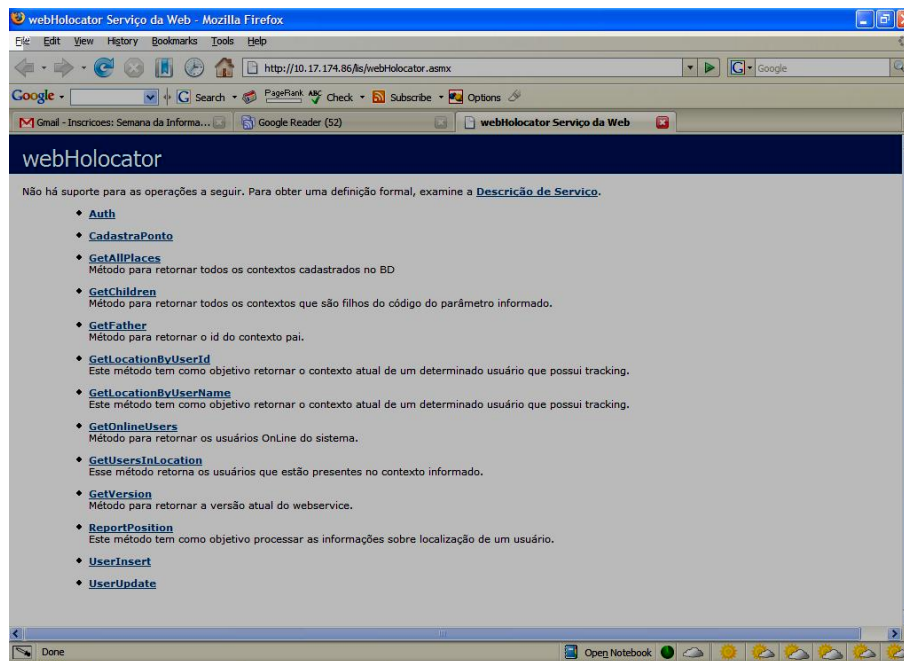 webHolocator Serviço da Web - Mozilla Firefox
File Edit View History Bookmarks Tools Help
http://10.17.174.86/lis/webHolocator.asmx
Google
Google Search PageRank Check Subscribe Options
Gmail - Inscricoes: Semana da Informa... Google Reader (52) webHolocator Serviço da Web
webHolocator
Não há suporte para as operações a seguir. Para obter uma definição formal, examine a Descrição de Serviço.
Auth
CadastraPonto
GetAllPlaces
Método para retornar todos os contextos cadastrados no BD
GetChildren
Método para retornar todos os contextos que são filhos do código do parâmetro informado.
GetFather
Método para retornar o id do contexto pai.
GetLocationByUserId
Este método tem como objetivo retornar o contexto atual de um determinado usuário que possui tracking.
GetLocationByUserName
Este método tem como objetivo retornar o contexto atual de um determinado usuário que possui tracking.
GetOnlineUsers
Método para retornar os usuários OnLine do sistema.
GetUsersInLocation
Esse método retorna os usuários que estão presentes no contexto informado.
GetVersion
Método para retornar a versão atual do webservice.
ReportPosition
Este método tem como objetivo processar as informações sobre localização de um usuário.
UserInsert
UserUpdate
Done Open Notebook